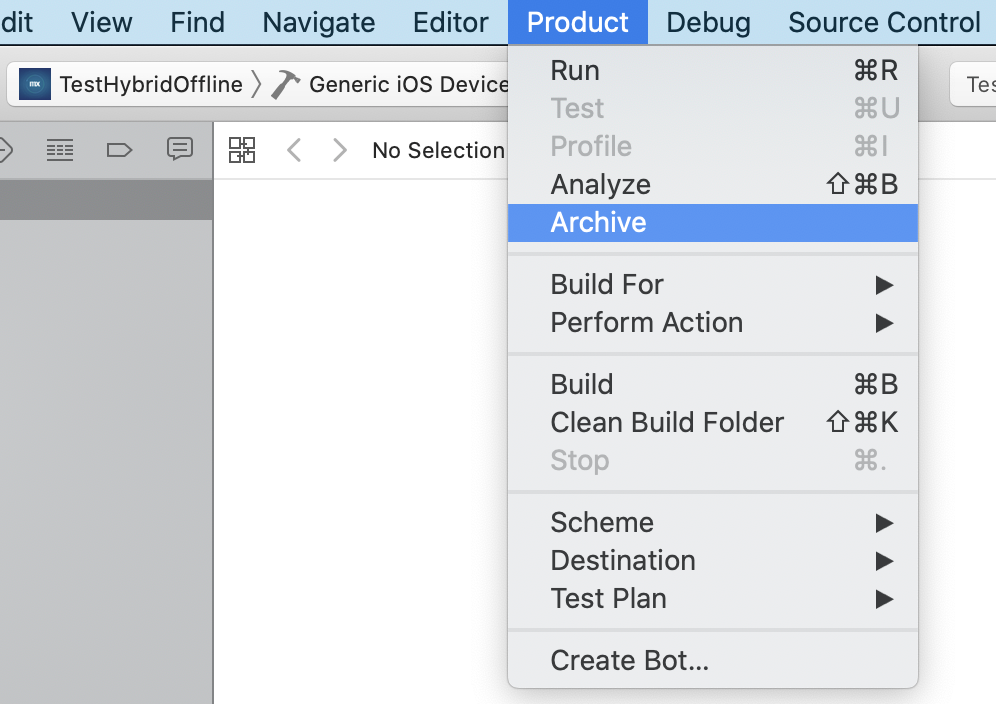 dit View Find Navigate Editor Product Debug Source Control
mx TestHybridOffline Generic iOS Device Tes
No Selection
Run ⌘R
Test ⌘U
Profile ⌘I
Analyze ⇧⌘B
Archive
Build For ▶
Perform Action ▶
Build ⌘B
Clean Build Folder ⇧⌘K
Stop ⌘.
Scheme ▶
Destination ▶
Test Plan ▶
Create Bot...